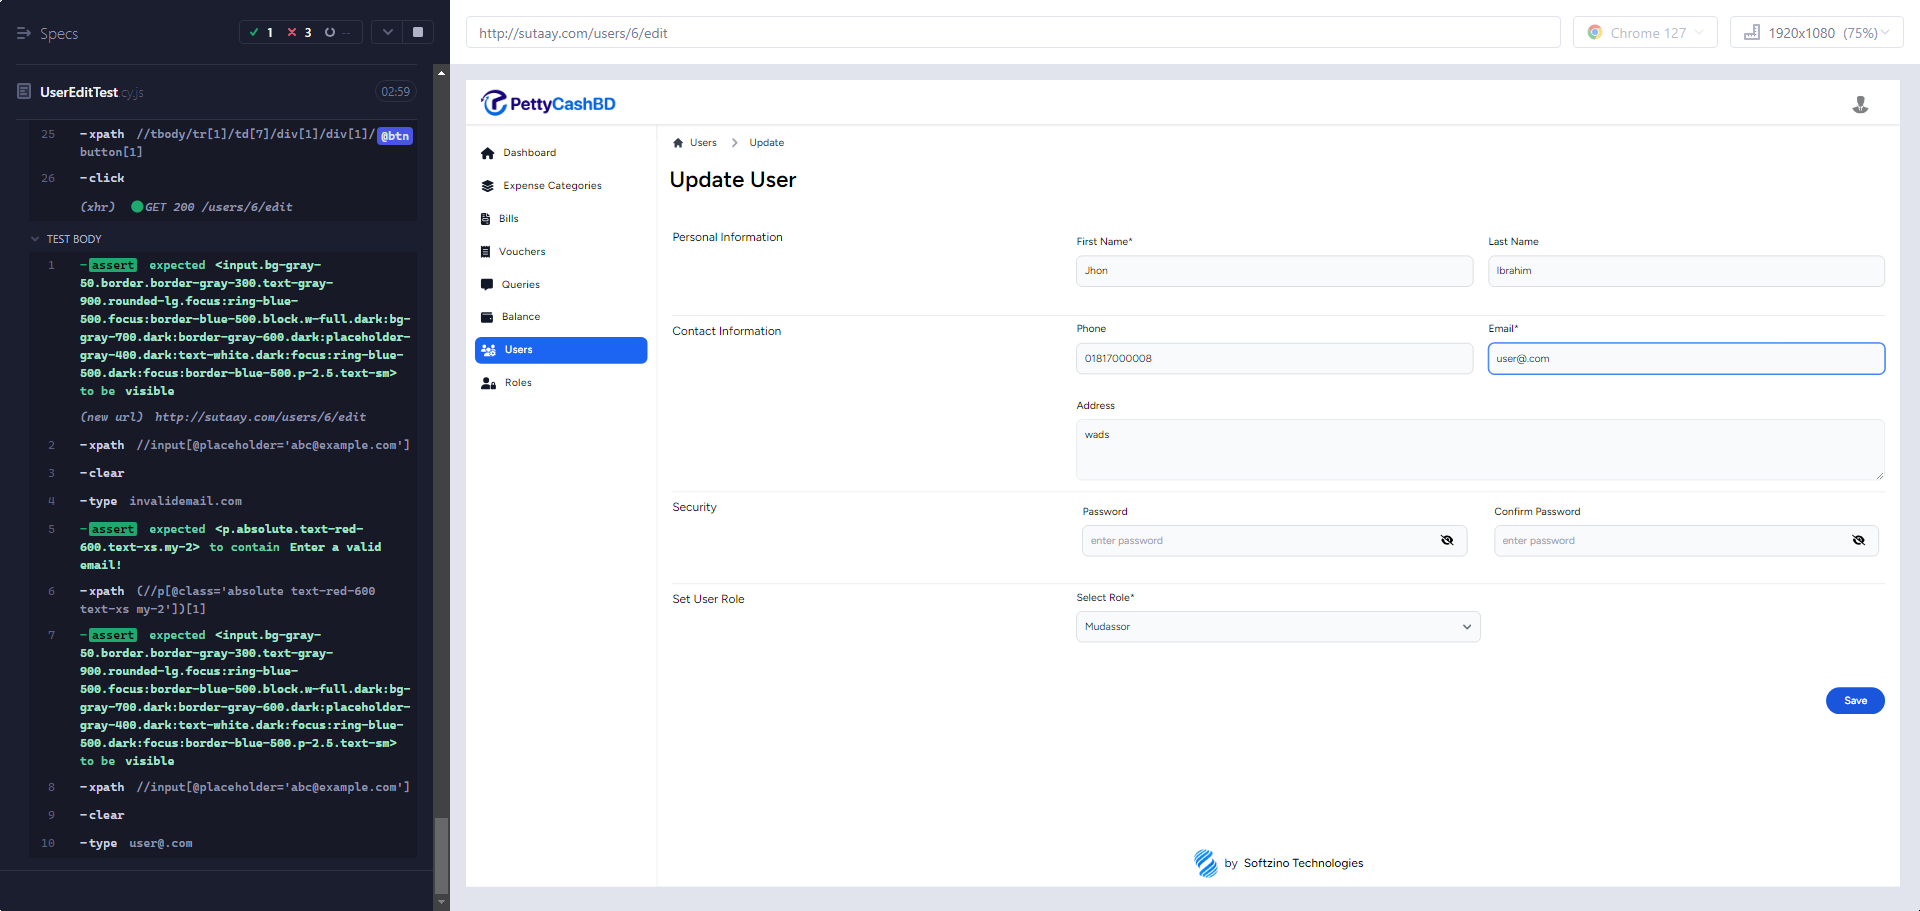 Specs
1 3 --
UserEditTest.cy.js 02:59
25 -xpath //tbody/tr[1]/td[7]/div[1]/div[1]/ @btn
button[1]
26 -click
(xhr) GET 200 /users/6/edit
TEST BODY
1 -assert expected <input.bg-gray-
50.border.border-gray-300.text-gray-
900.rounded-lg.focus:ring-blue-
500.focus:border-blue-500.block.w-full.dark:bg-
gray-700.dark:border-gray-600.dark:placeholder-
gray-400.dark:text-white.dark:focus:ring-blue-
500.dark:focus:border-blue-500.p-2.5.text-sm>
to be visible
(new url) http://sutaay.com/users/6/edit
2 -xpath //input[@placeholder='abc@example.com']
3 -clear
4 -type invalidemail.com
5 -assert expected <p.absolute.text-red-
600.text-xs.my-2> to contain Enter a valid
email!
6 -xpath (//p[@class='absolute text-red-600
text-xs my-2'])[1]
7 -assert expected <input.bg-gray-
50.border.border-gray-300.text-gray-
900.rounded-lg.focus:ring-blue-
500.focus:border-blue-500.block.w-full.dark:bg-
gray-700.dark:border-gray-600.dark:placeholder-
gray-400.dark:text-white.dark:focus:ring-blue-
500.dark:focus:border-blue-500.p-2.5.text-sm>
to be visible
8 -xpath //input[@placeholder='abc@example.com']
9 -clear
10 -type user@.com
http://sutaay.com/users/6/edit
Chrome 127
1920x1080 (75%)
PettyCashBD
Dashboard
Expense Categories
Bills
Vouchers
Queries
Balance
Users
Roles
Users > Update
Update User
Personal Information
First Name*
Jhon
Last Name
Ibrahim
Contact Information
Phone
01817000008
Email*
user@.com
Address
wads
Security
Password
enter password
Confirm Password
enter password
Set User Role
Select Role*
Mudassor
Save
by Softzino Technologies